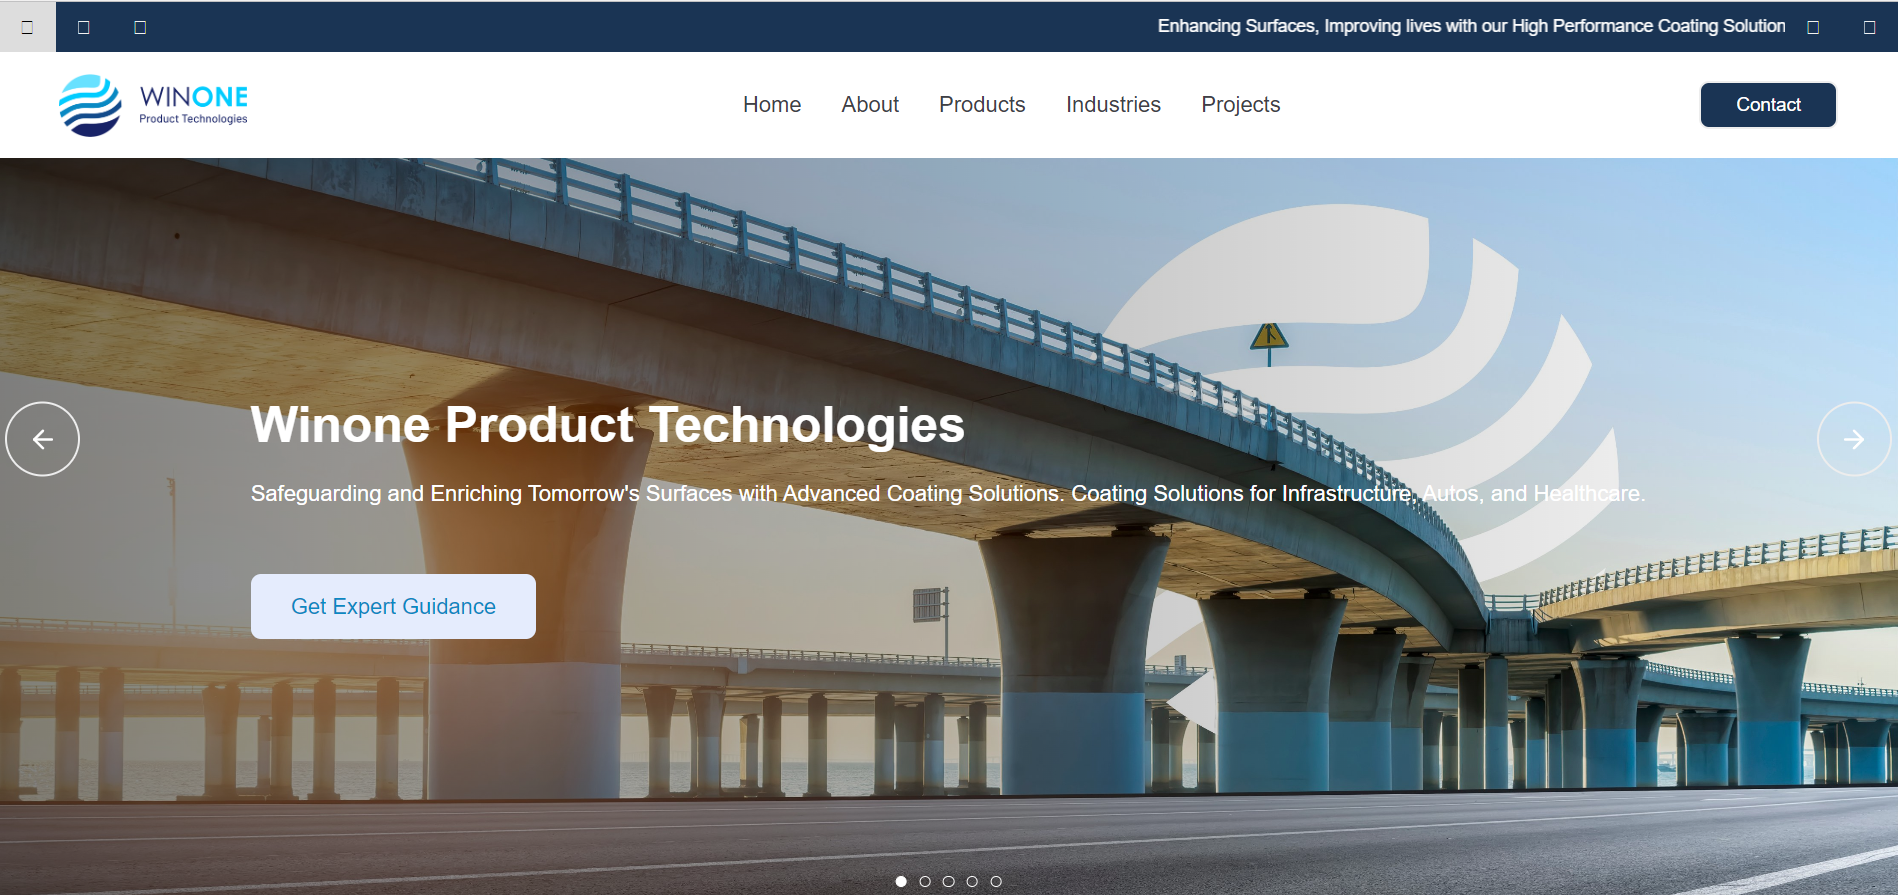 Enhancing Surfaces, Improving lives with our High Performance Coating Solution
WINONE
Product Technologies
Home About Products Industries Projects
Contact
Winone Product Technologies
Safeguarding and Enriching Tomorrow's Surfaces with Advanced Coating Solutions. Coating Solutions for Infrastructure, Autos, and Healthcare.
Get Expert Guidance